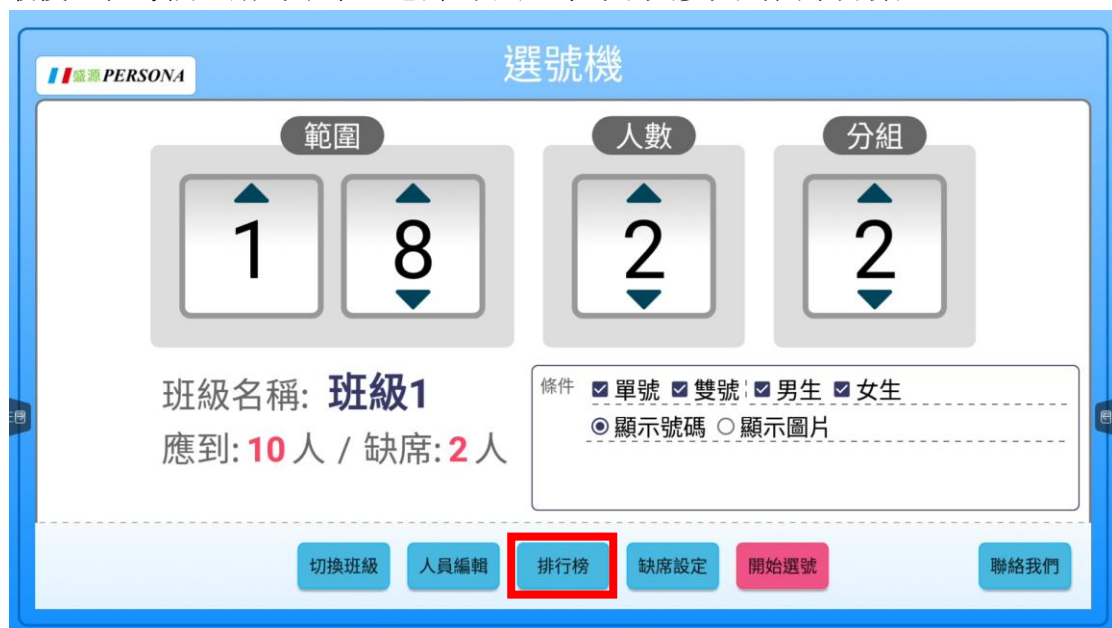 選號機
盛源 PERSONA
範圍
人數
分組
1
8
2
2
班級名稱: 班級1
應到: 10 人 / 缺席: 2 人
條件
單號 雙號 男生 女生
顯示號碼 顯示圖片
切換班級
人員編輯
排行榜
缺席設定
開始選號
聯絡我們